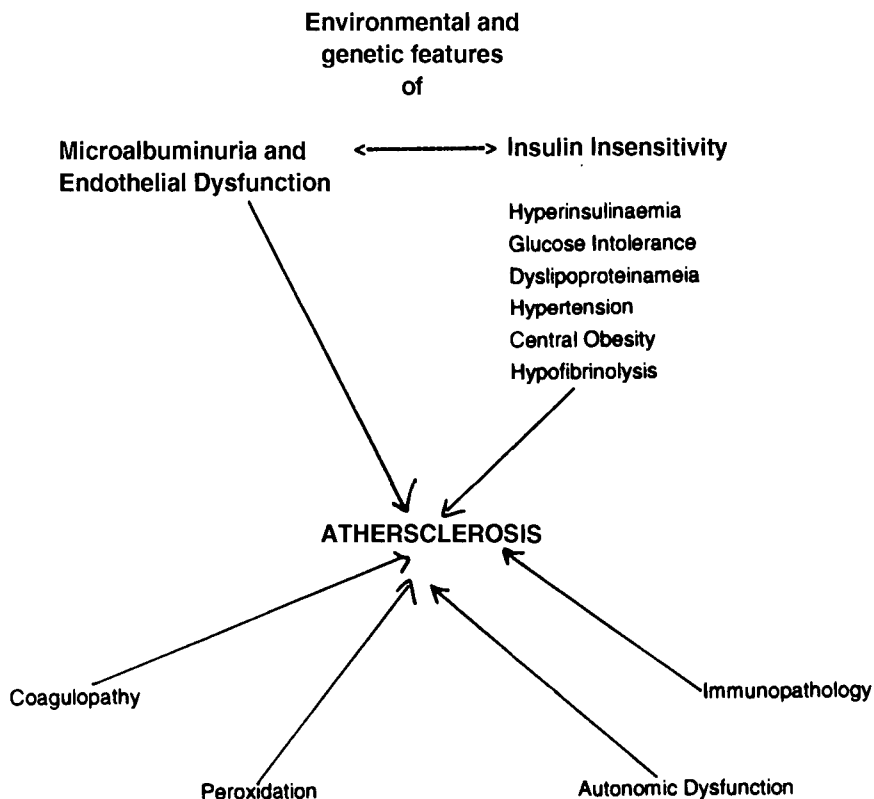 Environmental and
genetic features
of
Microalbuminuria and
Endothelial Dysfunction
<----------> Insulin Insensitivity
Hyperinsulinaemia
Glucose Intolerance
Dyslipoproteinameia
Hypertension
Central Obesity
Hypofibrinolysis
ATHERSCLEROSIS
Coagulopathy
Immunopathology
Peroxidation
Autonomic Dysfunction